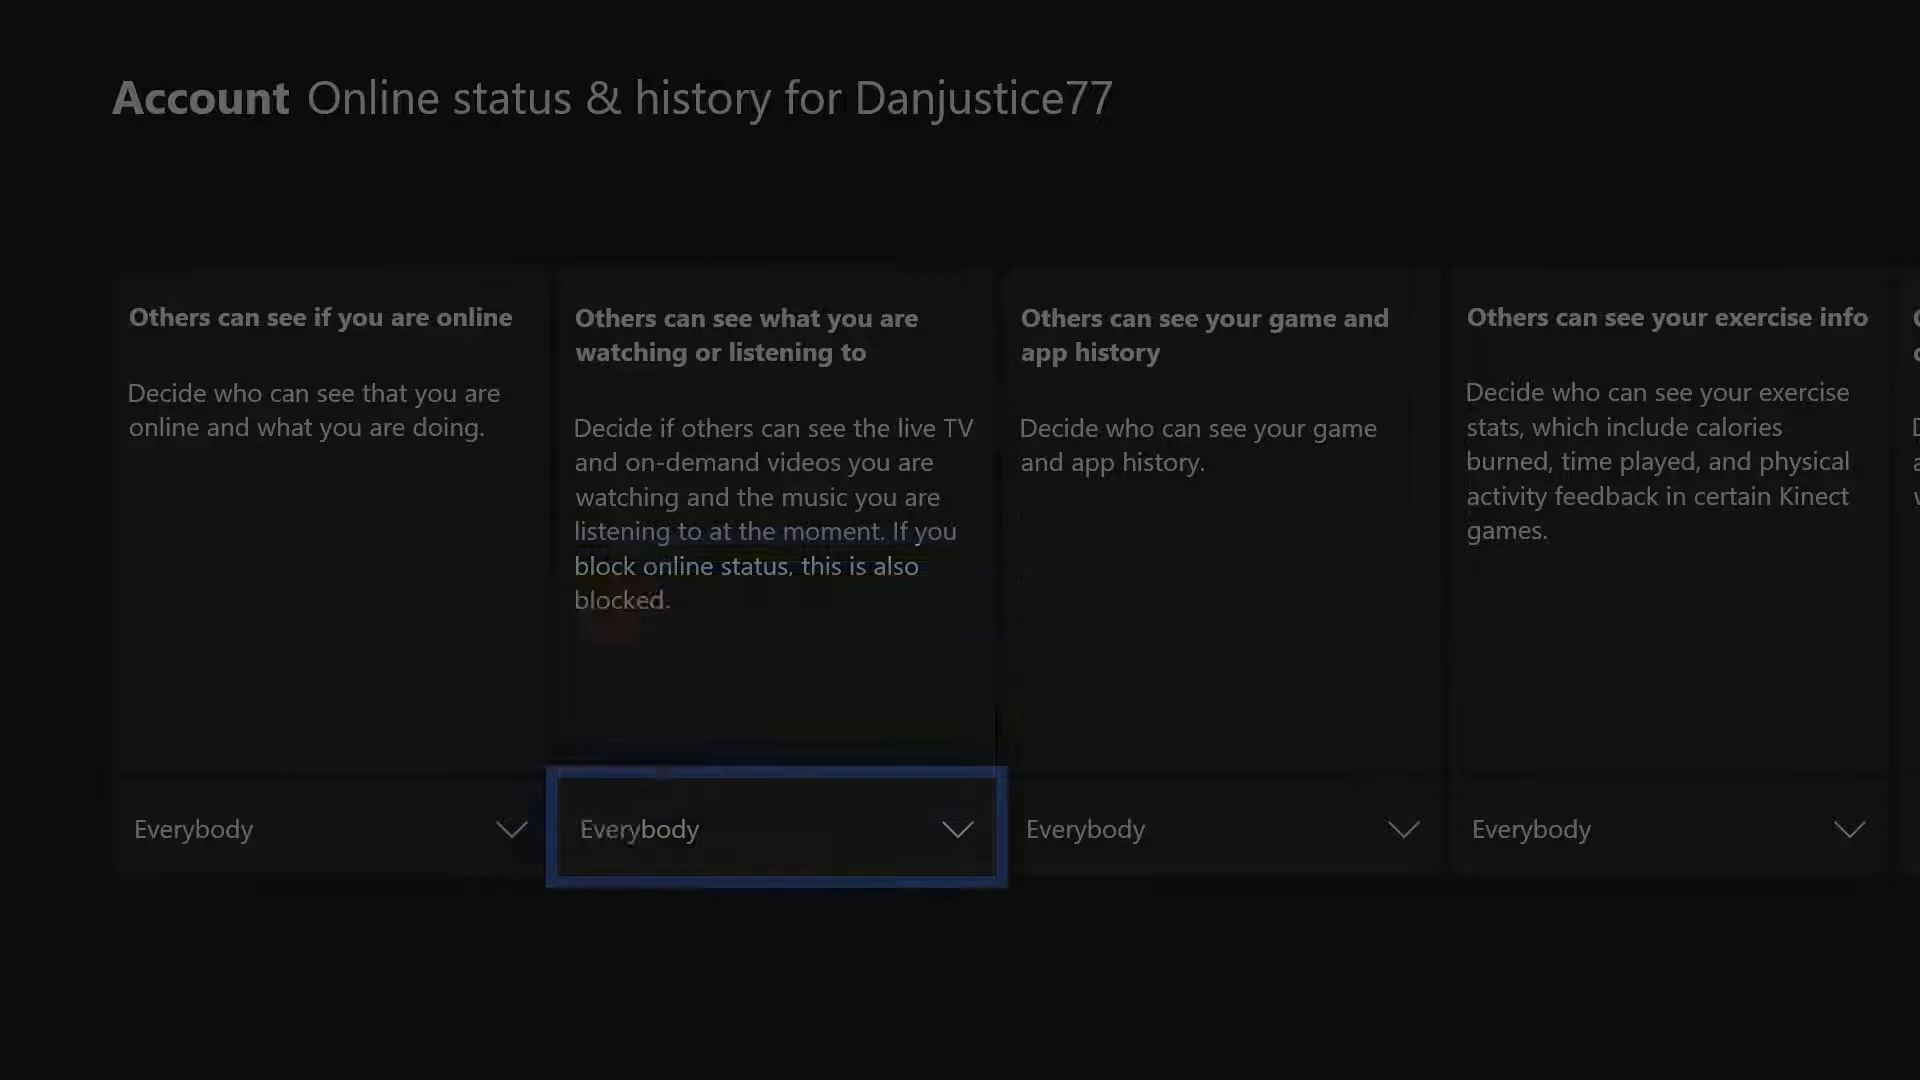 Account Online status & history for Danjustice77
Others can see if you are online
Decide who can see that you are
online and what you are doing.
Everybody
Others can see what you are
watching or listening to
Decide if others can see the live TV
and on-demand videos you are
watching and the music you are
listening to at the moment. If you
block online status, this is also
blocked.
Everybody
Others can see your game and
app history
Decide who can see your game
and app history.
Everybody
Others can see your exercise info
Decide who can see your exercise
stats, which include calories
burned, time played, and physical
activity feedback in certain Kinect
games.
Everybody